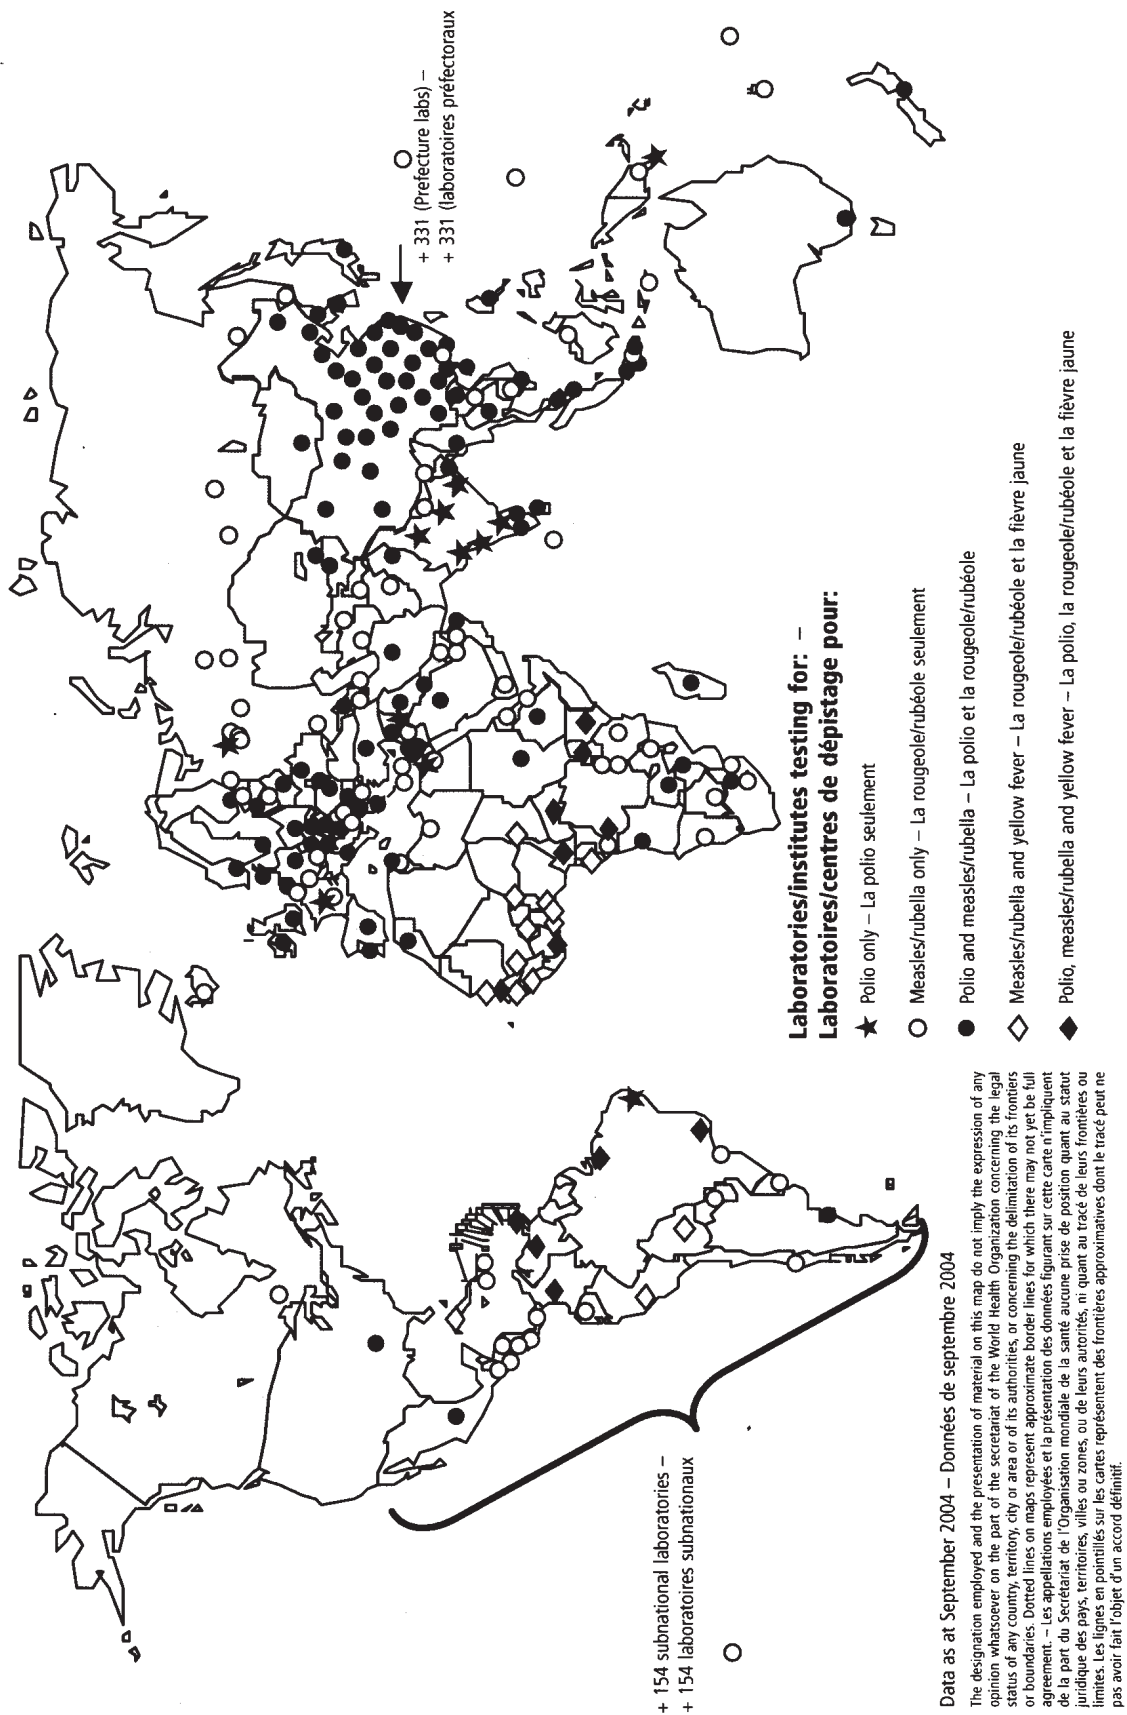 + 331 (Prefecture labs) –
+ 331 (laboratoires préfectoraux
+ 154 subnational laboratories –
+ 154 laboratoires subnationaux
Laboratories/institutes testing for: –
Laboratoires/centres de dépistage pour:
Polio only – La polio seulement
Measles/rubella only – La rougeole/rubéole seulement
Polio and measles/rubella – La polio et la rougeole/rubéole
Measles/rubella and yellow fever – La rougeole/rubéole et la fièvre jaune
Polio, measles/rubella and yellow fever – La polio, la rougeole/rubéole et la fièvre jaune
Data as at September 2004 – Données de septembre 2004
The designation employed and the presentation of material on this map do not imply the expression of any
opinion whatsoever on the part of the secretariat of the World Health Organization concerning the legal
status of any country, territory, city or area or of its authorities, or concerning the delimitation of its frontiers
or boundaries. Dotted lines on maps represent approximate border lines for which there may not yet be full
agreement. – Les appellations employées et la présentation des données figurant sur cette carte n'impliquent
de la part du Secrétariat de l'Organisation mondiale de la santé aucune prise de position quant au statut
juridique des pays, territoires, villes ou zones, ou de leurs autorités, ni quant au tracé de leurs frontières ou
limites. Les lignes en pointillés sur les cartes représentent des frontières approximatives dont le tracé peut ne
pas avoir fait l'objet d'un accord définitif.